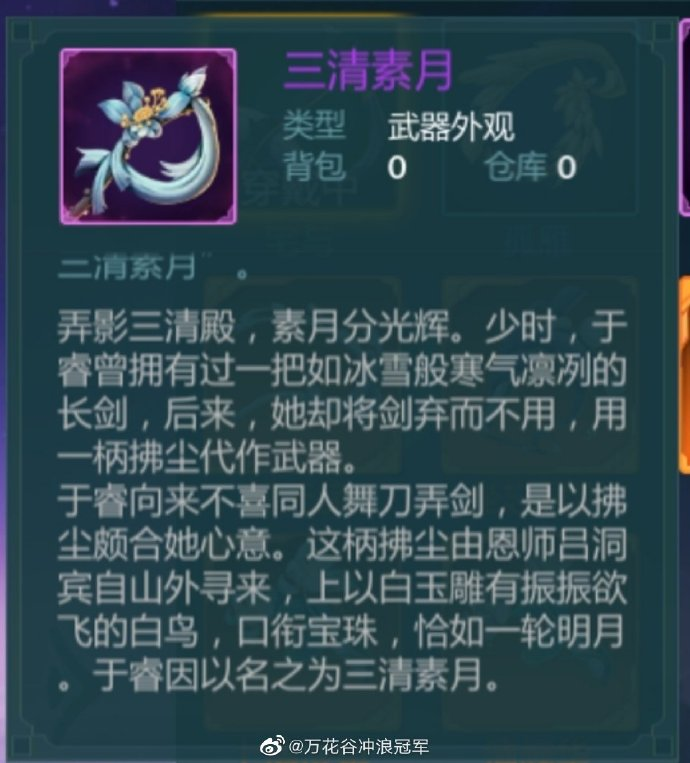 三清素月
类型 武器外观
背包 0 仓库 0
穿戴中
三清素月”。
弄影三清殿，素月分光辉。少时，于
睿曾拥有过一把如冰雪般寒气凛冽的
长剑，后来，她却将剑弃而不用，用
一柄拂尘代作武器。
于睿向来不喜同人舞刀弄剑，是以拂
尘颇合她心意。这柄拂尘由恩师吕洞
宾自山外寻来，上以白玉雕有振振欲
飞的白鸟，口衔宝珠，恰如一轮明月
。于睿因以名之为三清素月。
@万花谷冲浪冠军